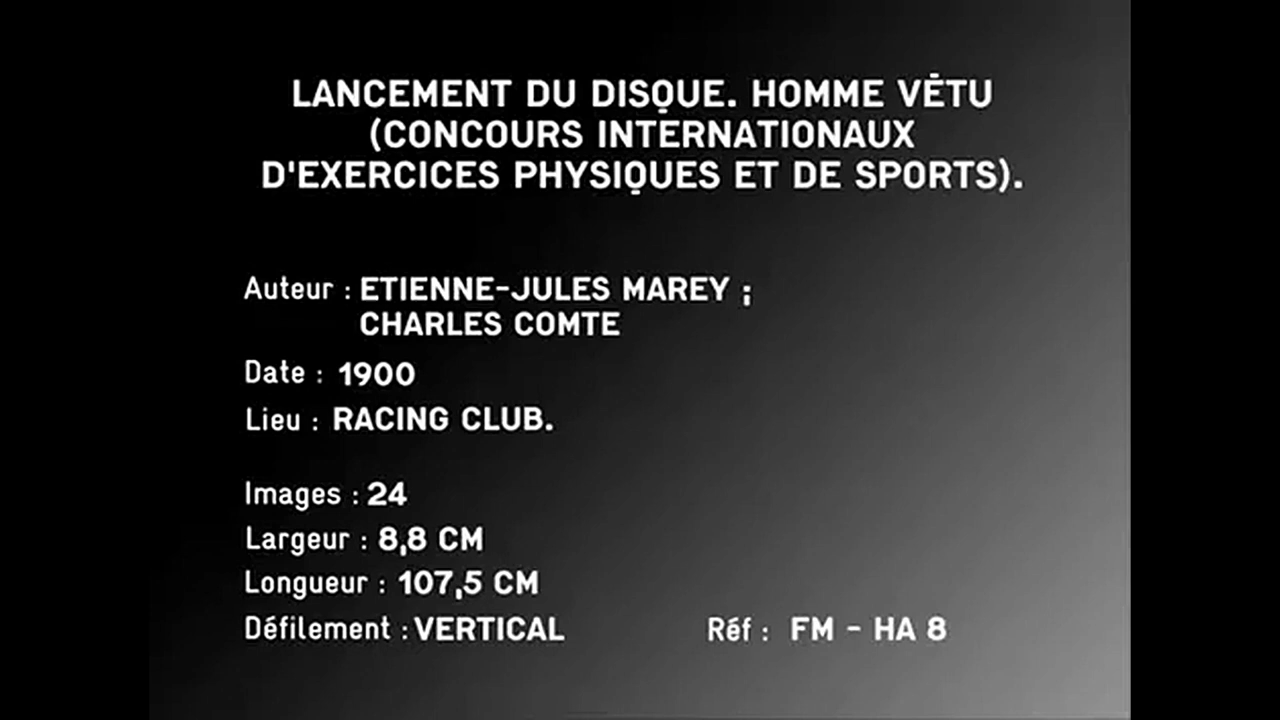 LANCEMENT DU DISQUE. HOMME VÊTU
(CONCOURS INTERNATIONAUX
D'EXERCICES PHYSIQUES ET DE SPORTS).
Auteur : ETIENNE-JULES MAREY ;
CHARLES COMTE
Date : 1900
Lieu : RACING CLUB.
Images : 24
Largeur : 8,8 CM
Longueur : 107,5 CM
Défilement : VERTICAL
Réf : FM - HA 8